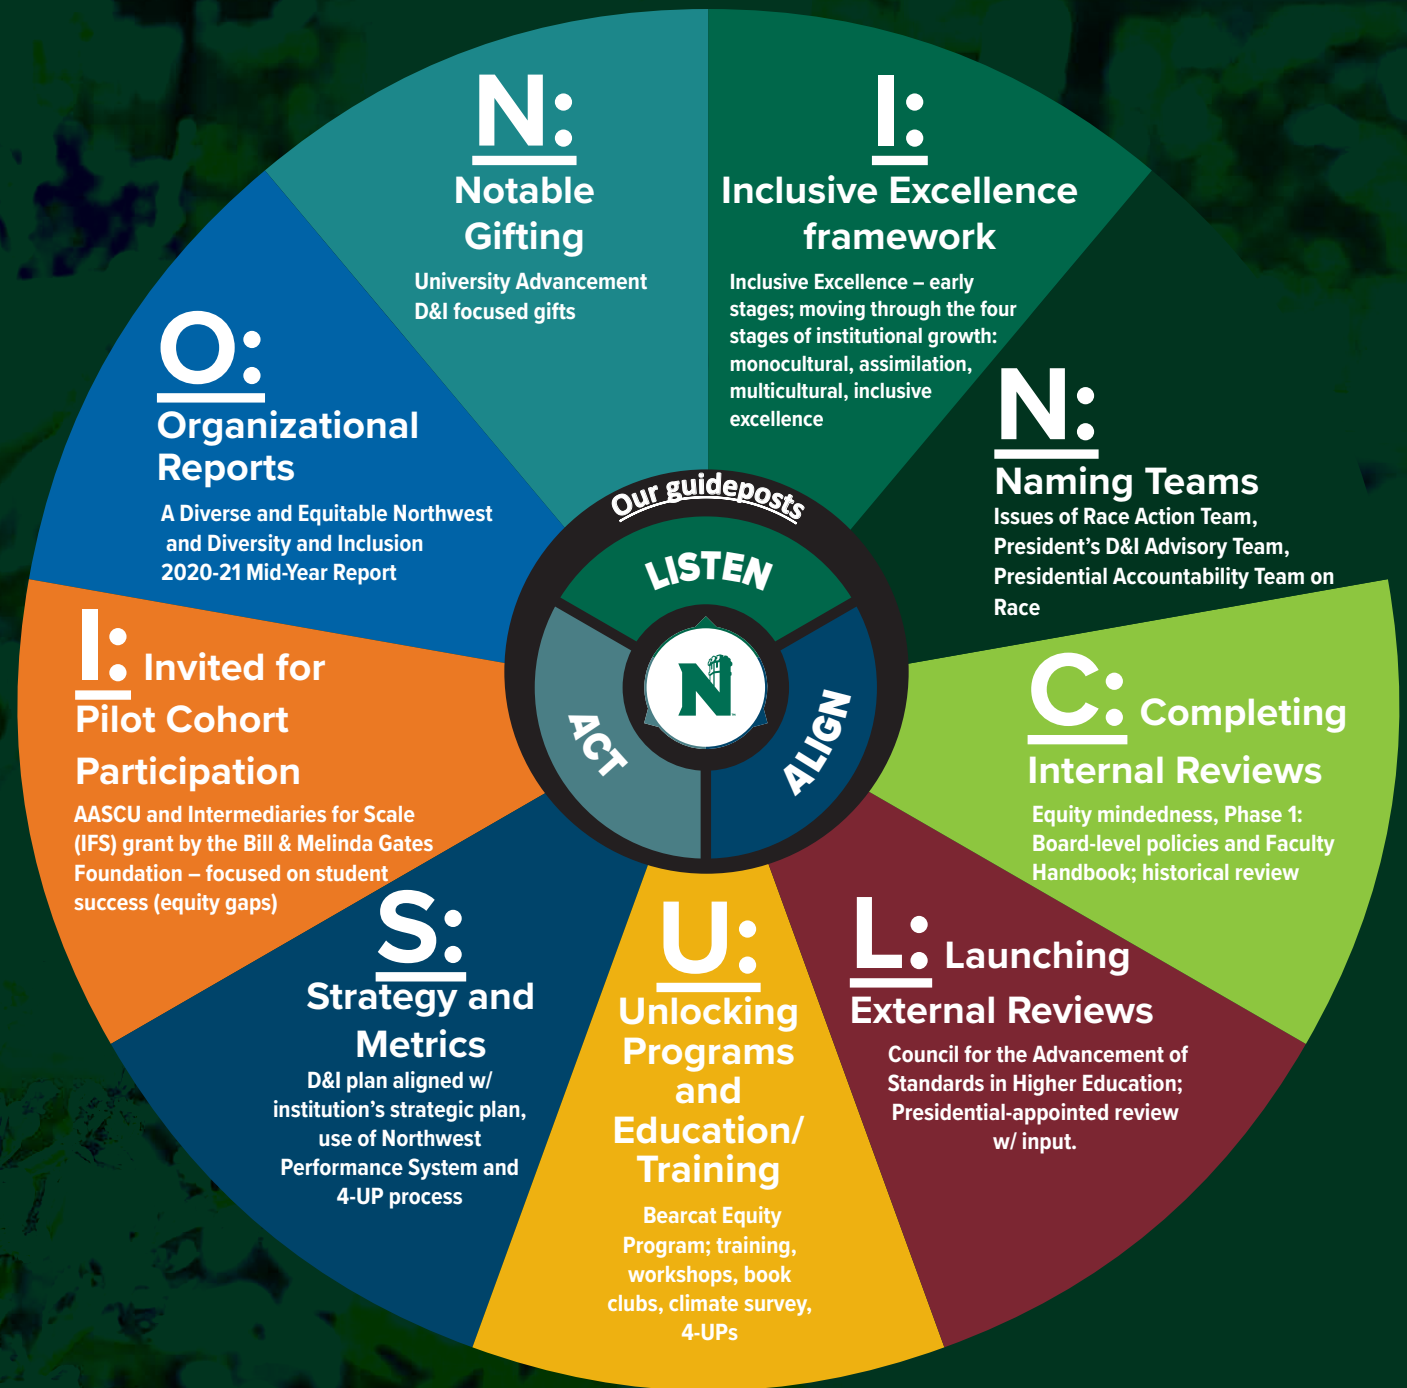 I:
Inclusive Excellence
framework
Inclusive Excellence – early
stages; moving through the four
stages of institutional growth:
monocultural, assimilation,
multicultural, inclusive
excellence
N:
Naming Teams
Issues of Race Action Team,
President's D&I Advisory Team,
Presidential Accountability Team on
Race
C: Completing
Internal Reviews
Equity mindedness, Phase 1:
Board-level policies and Faculty
Handbook; historical review
L: Launching
External Reviews
Council for the Advancement of
Standards in Higher Education;
Presidential-appointed review
w/ input.
U:
Unlocking
Programs
and
Education/
Training
Bearcat Equity
Program; training,
workshops, book
clubs, climate survey,
4-UPs
S:
Strategy and
Metrics
D&I plan aligned w/
institution's strategic plan,
use of Northwest
Performance System and
4-UP process
I: Invited for
Pilot Cohort
Participation
AASCU and Intermediaries for Scale
(IFS) grant by the Bill & Melinda Gates
Foundation – focused on student
success (equity gaps)
O:
Organizational
Reports
A Diverse and Equitable Northwest
and Diversity and Inclusion
2020-21 Mid-Year Report
N:
Notable
Gifting
University Advancement
D&I focused gifts
Our guideposts
LISTEN
ALIGN
ACT
N